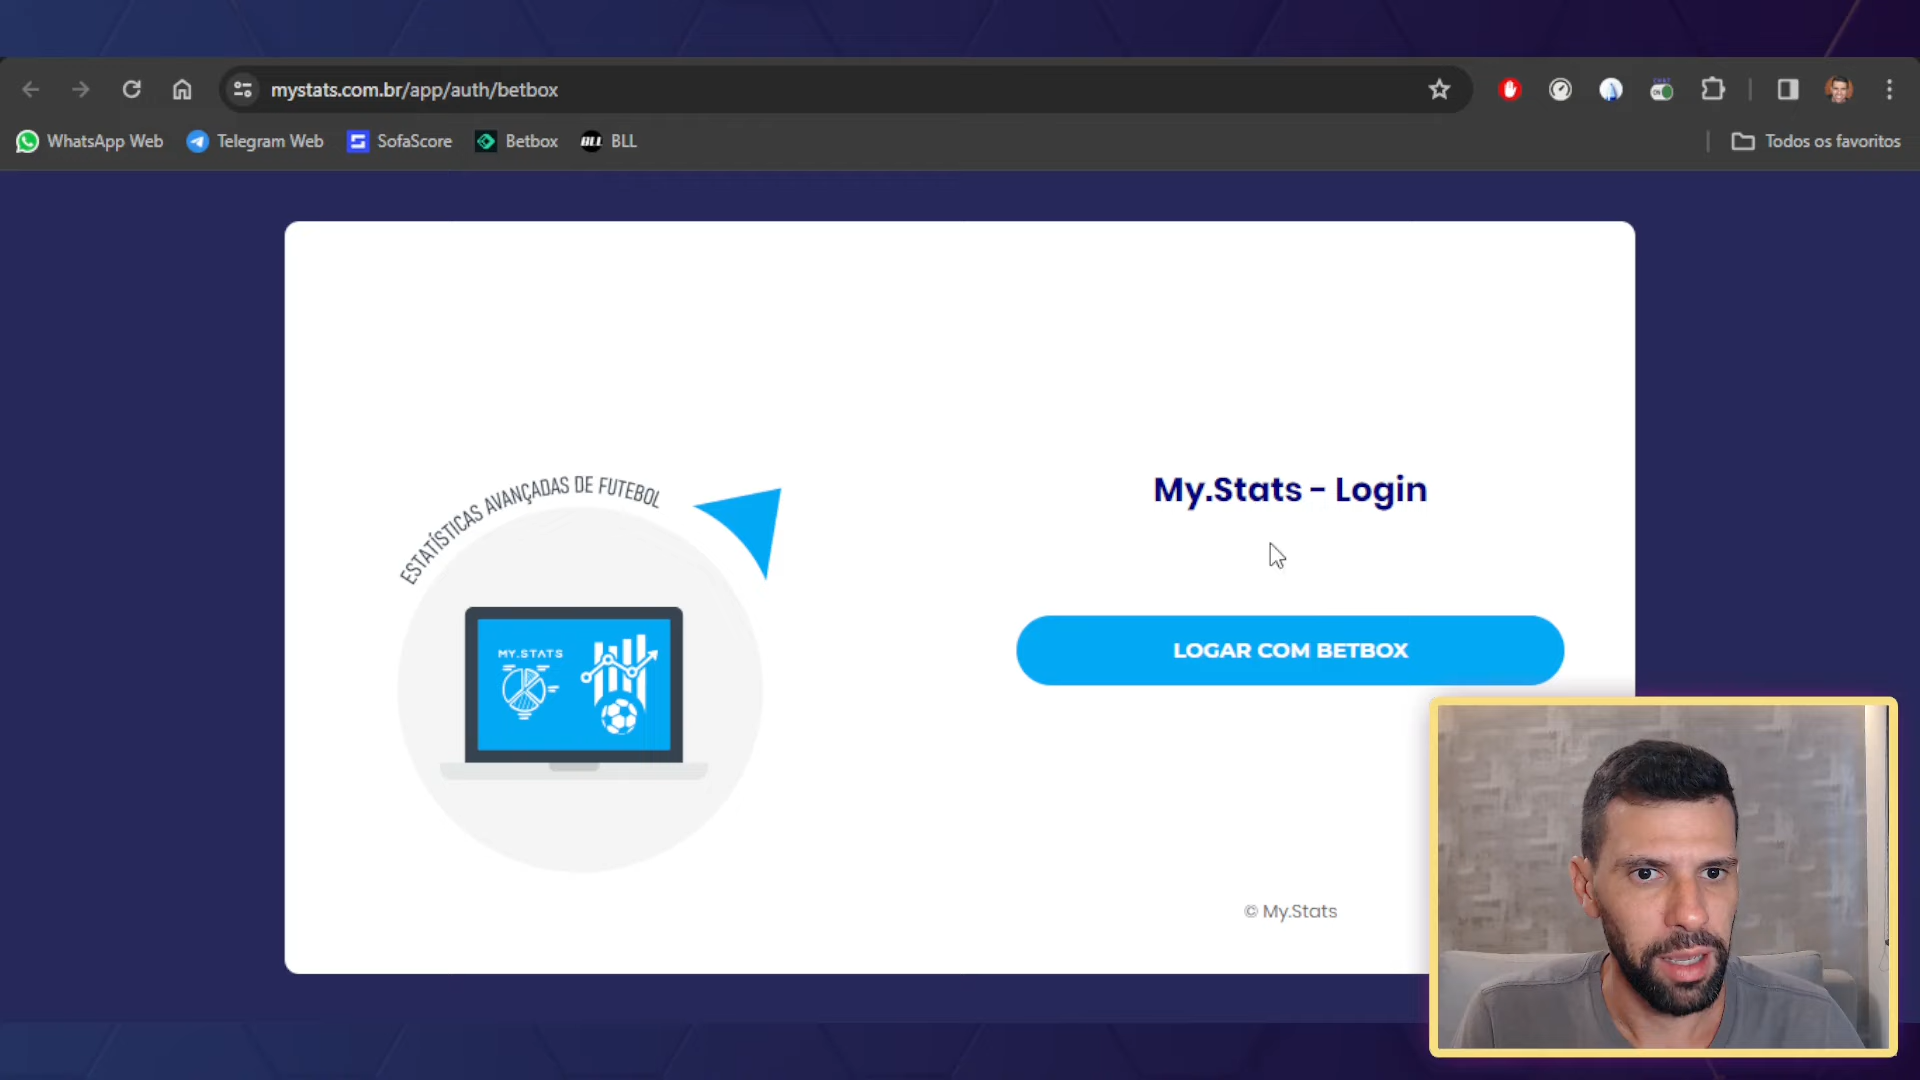 mystats.com.br/app/auth/betbox
WhatsApp Web
Telegram Web
SofaScore
Betbox
BLL
BLL
Todos os favoritos
ESTATÍSTICAS AVANÇADAS DE FUTEBOL
MY.STATS
My.Stats - Login
LOGAR COM BETBOX
© My.Stats